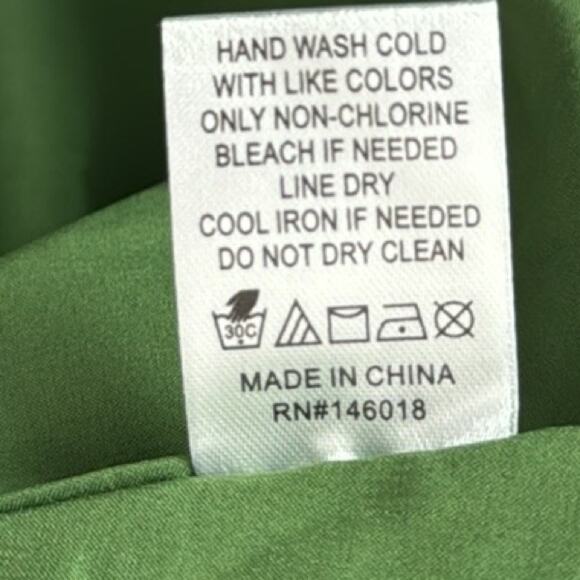 HAND WASH COLD
WITH LIKE COLORS
ONLY NON-CHLORINE
BLEACH IF NEEDED
LINE DRY
COOL IRON IF NEEDED
DO NOT DRY CLEAN
30C
MADE IN CHINA
RN#146018